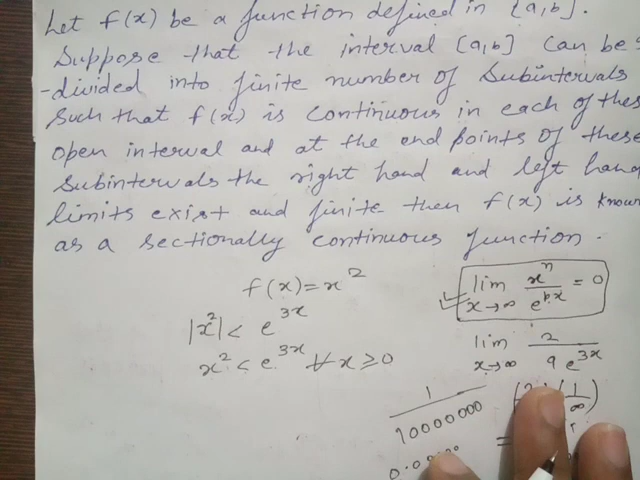 Let f(x) be a function defined in [a,b].
Suppose that the interval [a,b] can be
-divided into finite number of subintervals
such that f(x) is continuous in each of thes
open interval and at the end points of these
subintervals the right hand and left hand
limits exist and finite then f(x) is known
as a sectionally continuous function.
f(x) = x²
|x²| < e^{3x}
x² < e^{3x} ∀ x ≥ 0
lim x→∞ xⁿ/e^{bx} = 0
lim x→∞ 2/9e^{3x}
1/10000000
(1/∞)
=